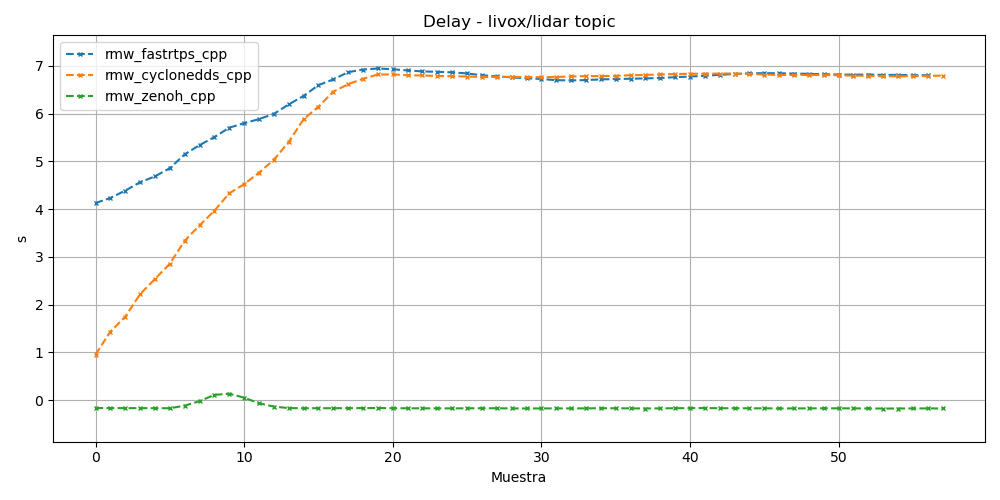 Delay - livox/lidar topic
rmw_fastrtps_cpp
rmw_cyclonedds_cpp
rmw_zenoh_cpp
7
6
5
4
3
2
1
0
s
0 10 20 30 40 50
Muestra